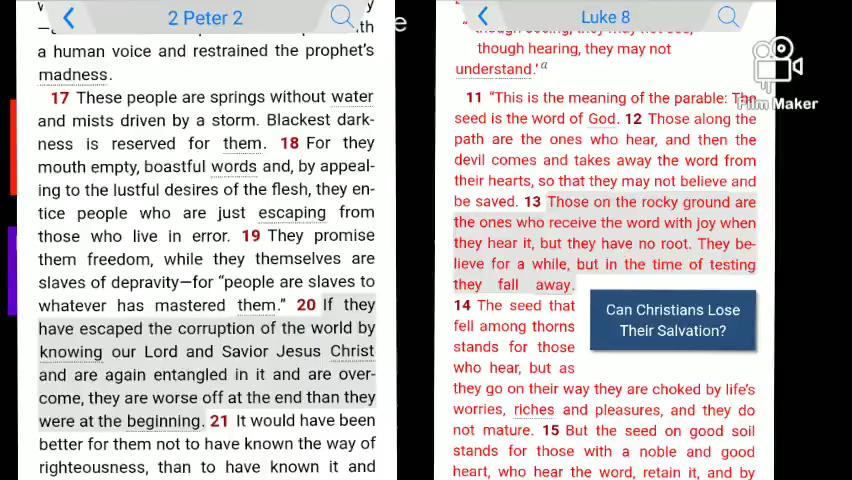 2 Peter 2
a human voice and restrained the prophet's
madness.
17 These people are springs without water
and mists driven by a storm. Blackest dark-
ness is reserved for them. 18 For they
mouth empty, boastful words and, by appeal-
ing to the lustful desires of the flesh, they en-
tice people who are just escaping from
those who live in error. 19 They promise
them freedom, while they themselves are
slaves of depravity—for “people are slaves to
whatever has mastered them.” 20 If they
have escaped the corruption of the world by
knowing our Lord and Savior Jesus Christ
and are again entangled in it and are over-
come, they are worse off at the end than they
were at the beginning. 21 It would have been
better for them not to have known the way of
righteousness, than to have known it and
e
Luke 8
though hearing, they may not
understand.’a
11 “This is the meaning of the parable: The
seed is the word of God. 12 Those along the
path are the ones who hear, and then the
devil comes and takes away the word from
their hearts, so that they may not believe and
be saved. 13 Those on the rocky ground are
the ones who receive the word with joy when
they hear it, but they have no root. They be-
lieve for a while, but in the time of testing
they fall away.
14 The seed that
fell among thorns
stands for those
who hear, but as
they go on their way they are choked by life's
worries, riches and pleasures, and they do
not mature. 15 But the seed on good soil
stands for those with a noble and good
heart, who hear the word, retain it, and by
Can Christians Lose
Their Salvation?
Film Maker